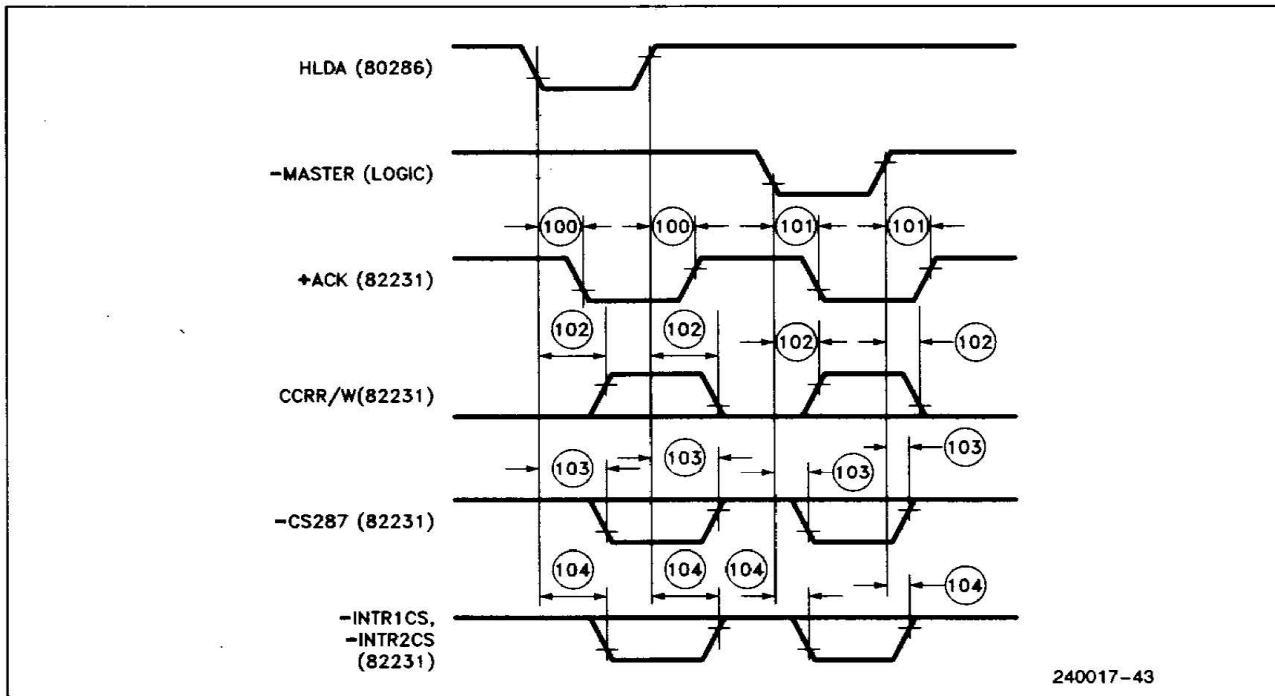 HLDA (80286)
-MASTER (LOGIC)
100 100 101 101
+ACK (82231)
102 102 102 102
CCRR/W(82231)
103 103 103 103
-CS287 (82231)
104 104 104 104
-INTR1CS,
-INTR2CS
(82231)
240017-43